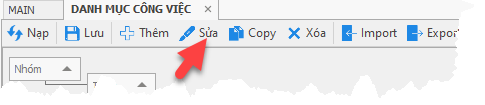 MAIN DANH MỤC CÔNG VIỆC ×
Nạp Lưu Thêm Sửa Copy Xóa Import Export
Nhóm